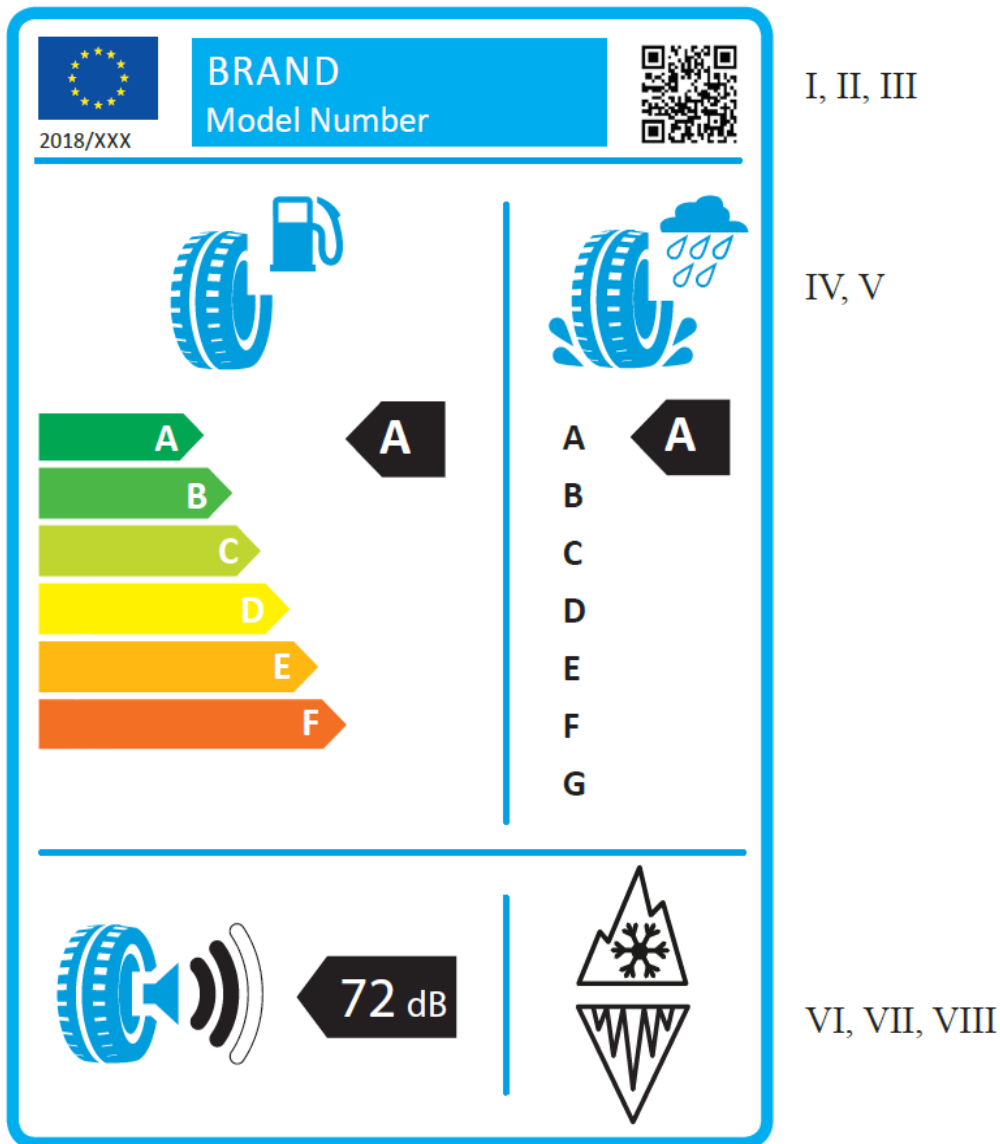 BRAND
Model Number
2018/XXX
I, II, III
IV, V
A
B
C
D
E
F
A
A
B
C
D
E
F
G
A
72 dB
VI, VII, VIII